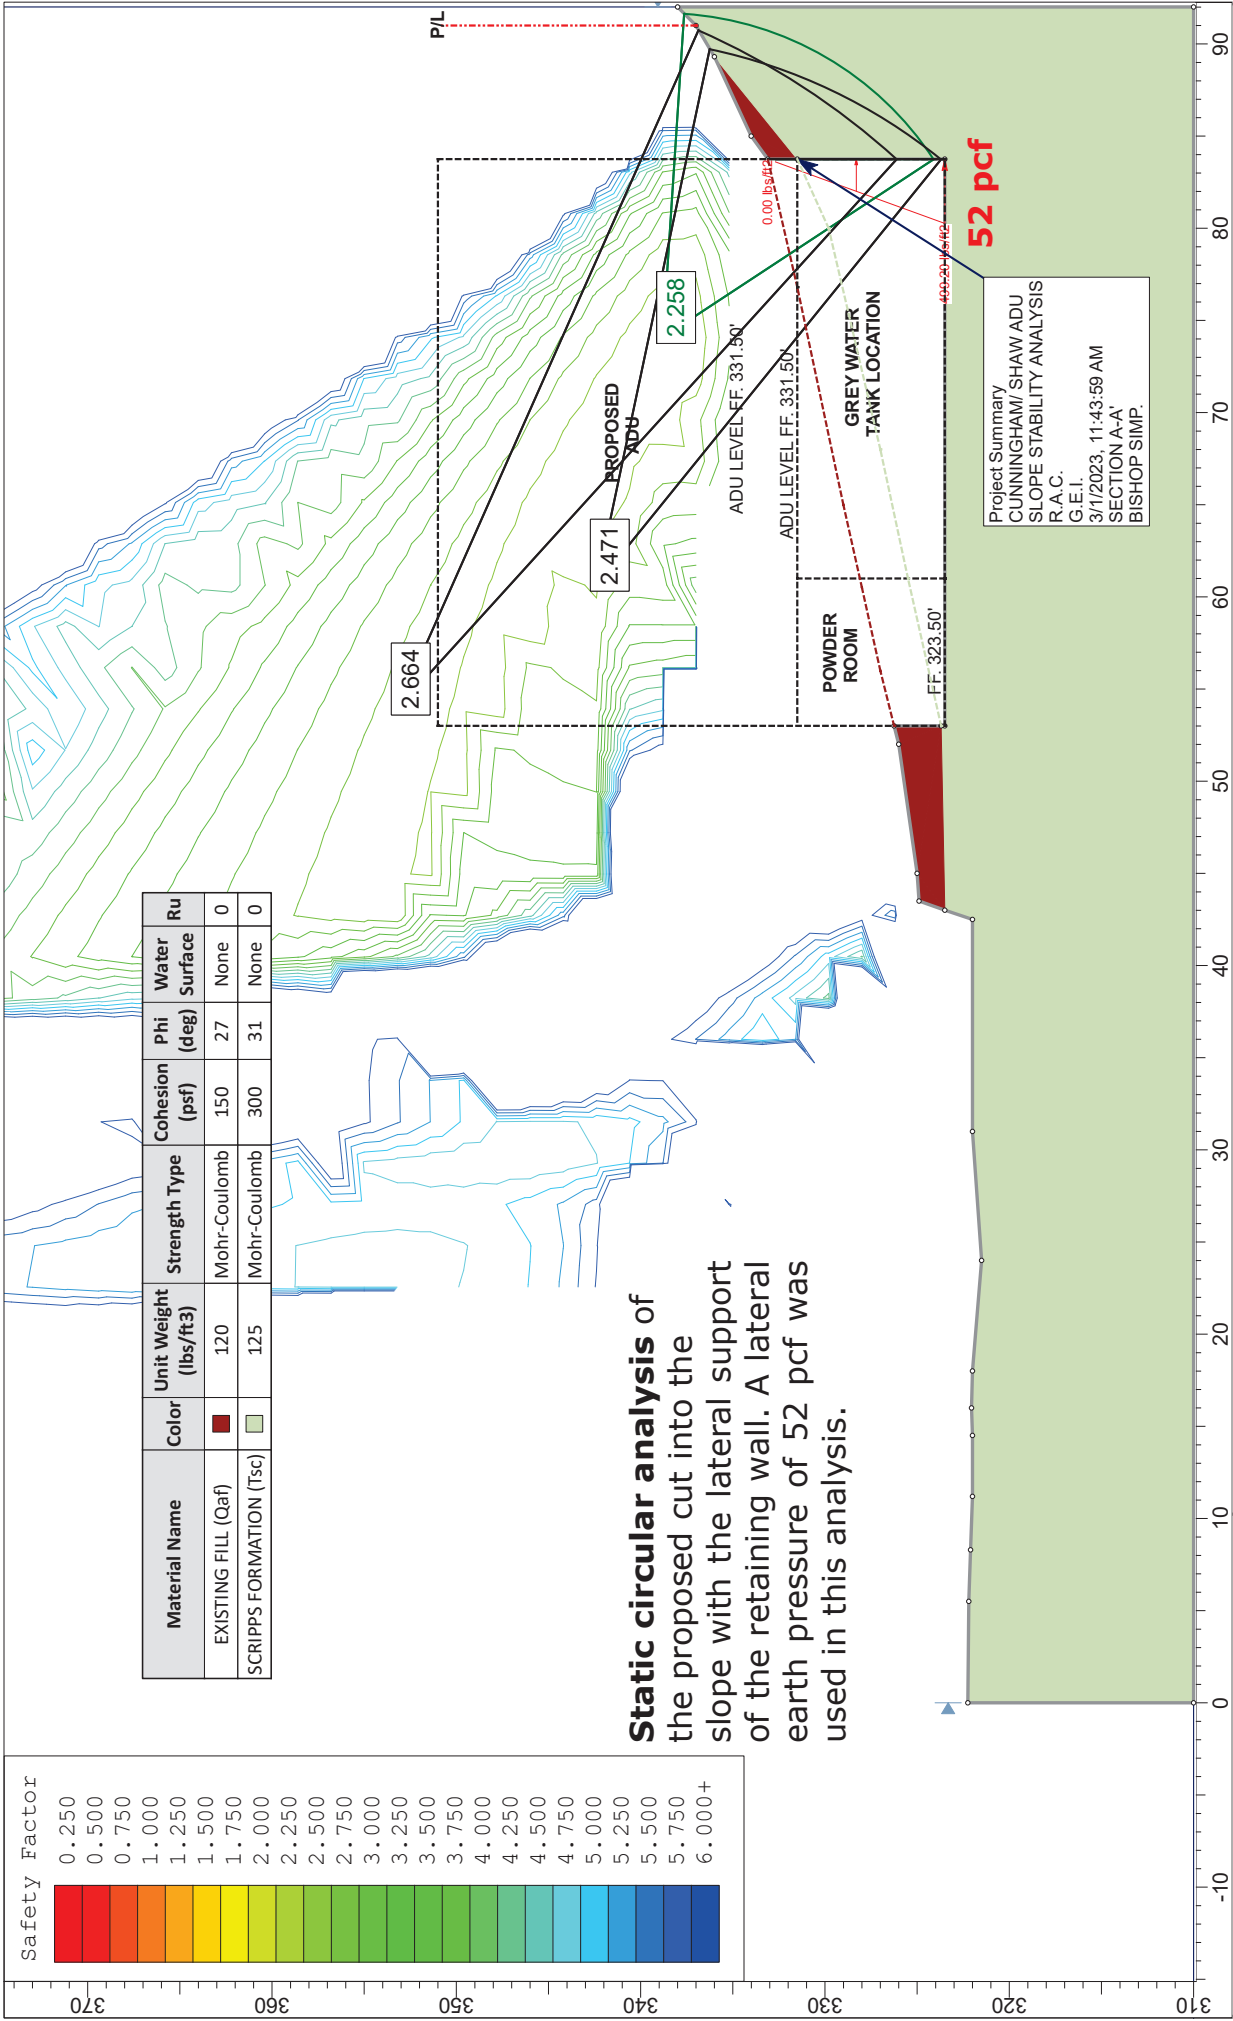 Safety Factor
0.250
0.500
0.750
1.000
1.250
1.500
1.750
2.000
2.250
2.500
2.750
3.000
3.250
3.500
3.750
4.000
4.250
4.500
4.750
5.000
5.250
5.500
5.750
6.000+
Material Name Color Unit Weight (lbs/ft3) Strength Type Cohesion (psf) Phi (deg) Water Surface Ru
EXISTING FILL (Qaf) 120 Mohr-Coulomb 150 27 None 0
SCRIPPS FORMATION (Tsc) 125 Mohr-Coulomb 300 31 None 0
P/L
2.664
2.471
2.258
PROPOSED
ADU
ADU LEVEL FF. 331.50'
ADU LEVEL FF. 331.50'
GREY WATER
TANK LOCATION
POWDER
ROOM
FF. 323.50'
0.00 lbs/ft2
52 pcf
Project Summary
CUNNINGHAM/ SHAW ADU
SLOPE STABILITY ANALYSIS
R.A.C.
G.E.I.
3/1/2023, 11:43:59 AM
SECTION A-A'
BISHOP SIMP.
Static circular analysis of
the proposed cut into the
slope with the lateral support
of the retaining wall. A lateral
earth pressure of 52 pcf was
used in this analysis.
370
360
350
340
330
320
310
-10 0 10 20 30 40 50 60 70 80 90